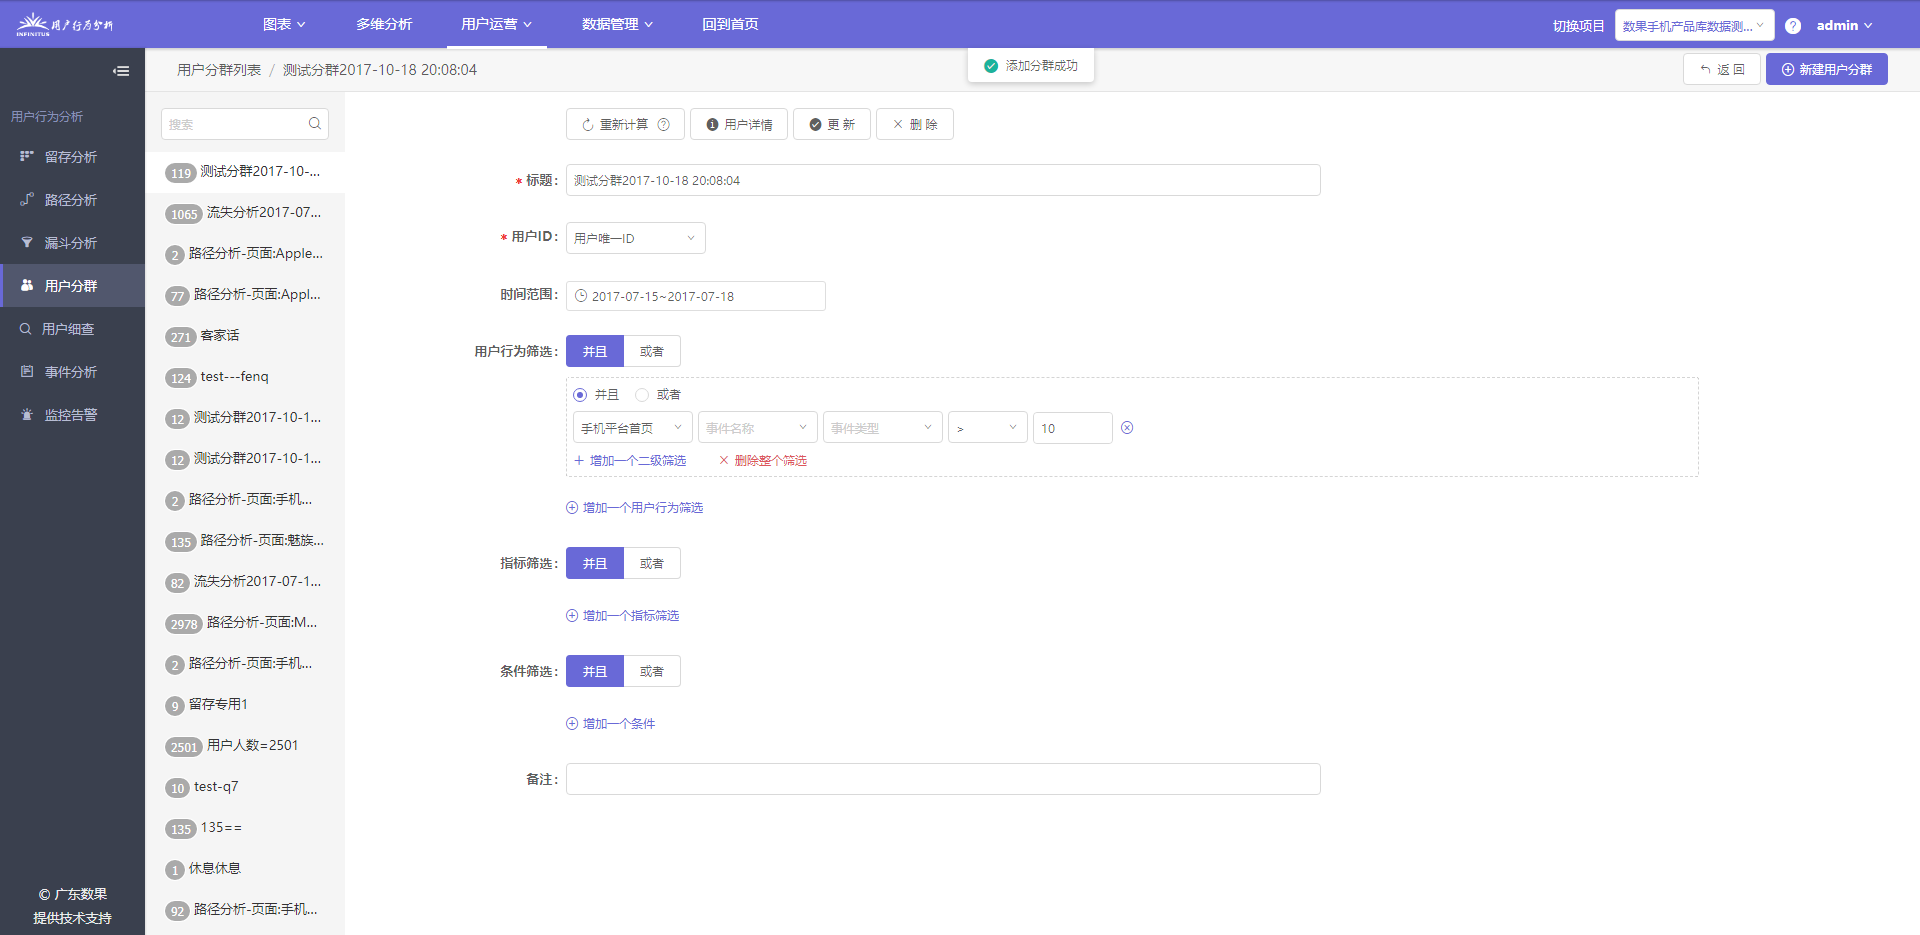 INFINITUS 用户行为分析
图表
多维分析
用户运营
数据管理
回到首页
切换项目
数果手机产品库数据测...
?
admin
用户分群列表 / 测试分群2017-10-18 20:08:04
添加分群成功
返 回
新建用户分群
用户行为分析
留存分析
路径分析
漏斗分析
用户分群
用户细查
事件分析
监控告警
© 广东数果
提供技术支持
搜索
119 测试分群2017-10-...
1065 流失分析2017-07...
2 路径分析-页面:Apple...
77 路径分析-页面:Appl...
271 客家话
124 test---fenq
12 测试分群2017-10-1...
12 测试分群2017-10-1...
2 路径分析-页面:手机...
135 路径分析-页面:魅族...
82 流失分析2017-07-1...
2978 路径分析-页面:M...
2 路径分析-页面:手机...
9 留存专用1
2501 用户人数=2501
10 test-q7
135 135==
1 休息休息
92 路径分析-页面:手机...
重新计算 ?
用户详情
更 新
删 除
* 标题: 测试分群2017-10-18 20:08:04
* 用户ID: 用户唯一ID
时间范围: 2017-07-15~2017-07-18
用户行为筛选: 并且 或者
并且 或者
手机平台首页 事件名称 事件类型 > 10
+ 增加一个二级筛选 × 删除整个筛选
增加一个用户行为筛选
指标筛选: 并且 或者
增加一个指标筛选
条件筛选: 并且 或者
增加一个条件
备注: